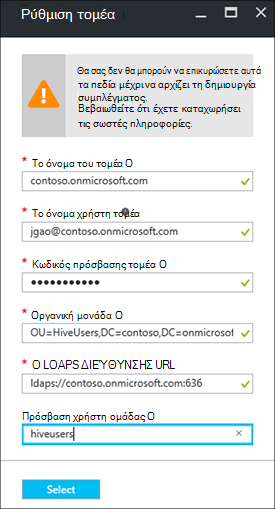 Ρύθμιση τομέα
Θα σας δεν θα μπορούν να επικυρώσετε αυτά
τα πεδία μέχρι να αρχίζει τη δημιουργία
συμπλέγματος.
Βεβαιωθείτε ότι έχετε καταχωρήσει
τις σωστές πληροφορίες.
* Το όνομα του τομέα Ο
contoso.onmicrosoft.com
* Το όνομα χρήστη τομέα
jgao@contoso.onmicrosoft.com
* Κωδικός πρόσβασης τομέα Ο
•••••••••••
* Οργανική μονάδα Ο
OU=HiveUsers,DC=contoso,DC=onmicrosof
* Ο LOAPS ΔΙΕΎΘΥΝΣΗΣ URL
ldaps://contoso.onmicrosoft.com:636
Πρόσβαση χρήστη ομάδας Ο
hiveusers
Select